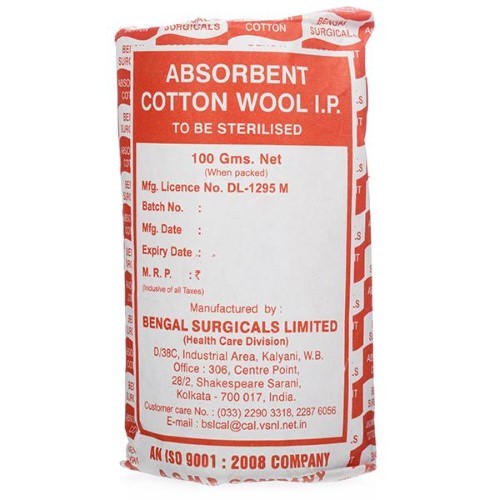 BENGAL
SURGICALS
ABSORBENT
COTTON
ABSORBENT
COTTON WOOL I.P.
TO BE STERILISED
100 Gms. Net
(When packed)
Mfg. Licence No. DL-1295 M
Batch No. :
Mfg. Date :
Expiry Date :
M. R. P. : ₹
(Inclusive of all Taxes)
Manufactured by :
BENGAL SURGICALS LIMITED
(Health Care Division)
D/38C, Industrial Area, Kalyani, W.B.
Office : 306, Centre Point,
28/2, Shakespeare Sarani,
Kolkata - 700 017, India.
Customer care No. : (033) 2290 3318, 2287 6056
E-mail : bslcal@cal.vsnl.net.in
AN ISO 9001 : 2008 COMPANY